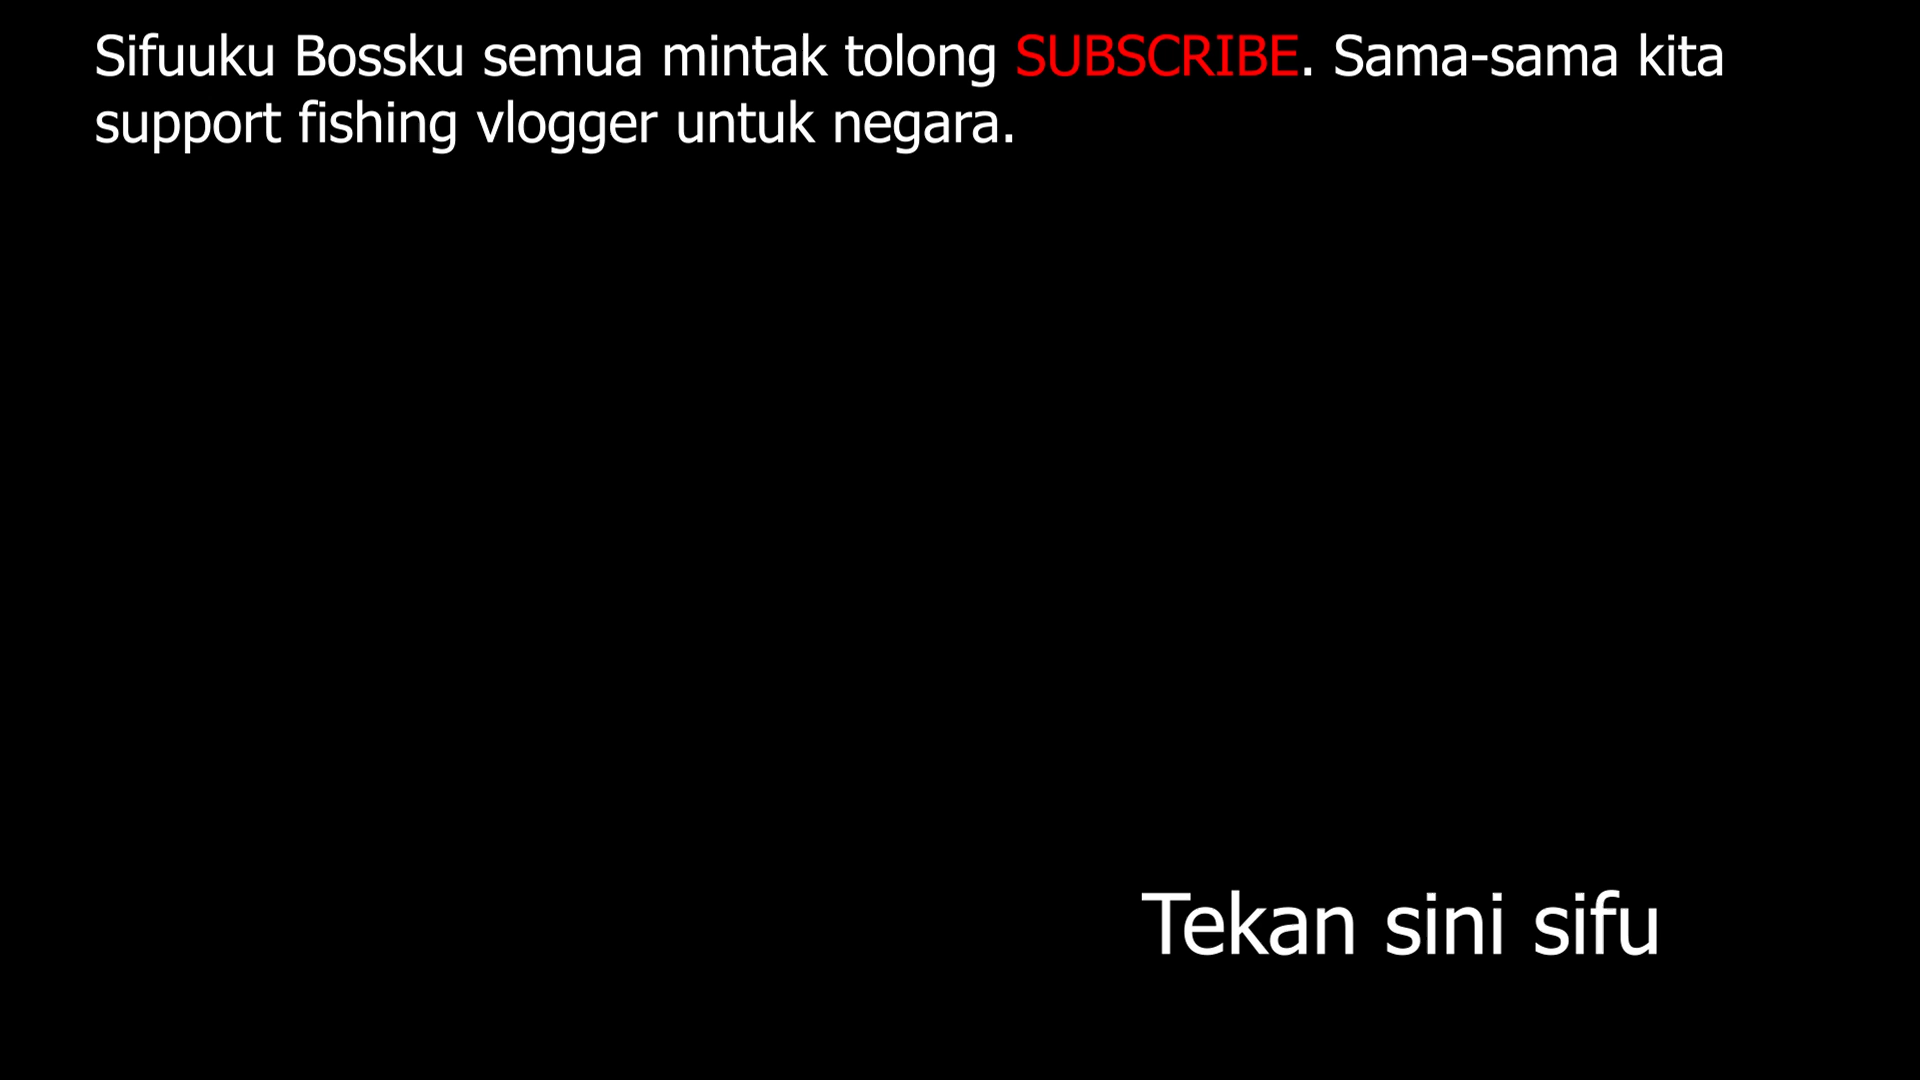 Sifuuku Bossku semua mintak tolong SUBSCRIBE. Sama-sama kita
support fishing vlogger untuk negara.
Tekan sini sifu